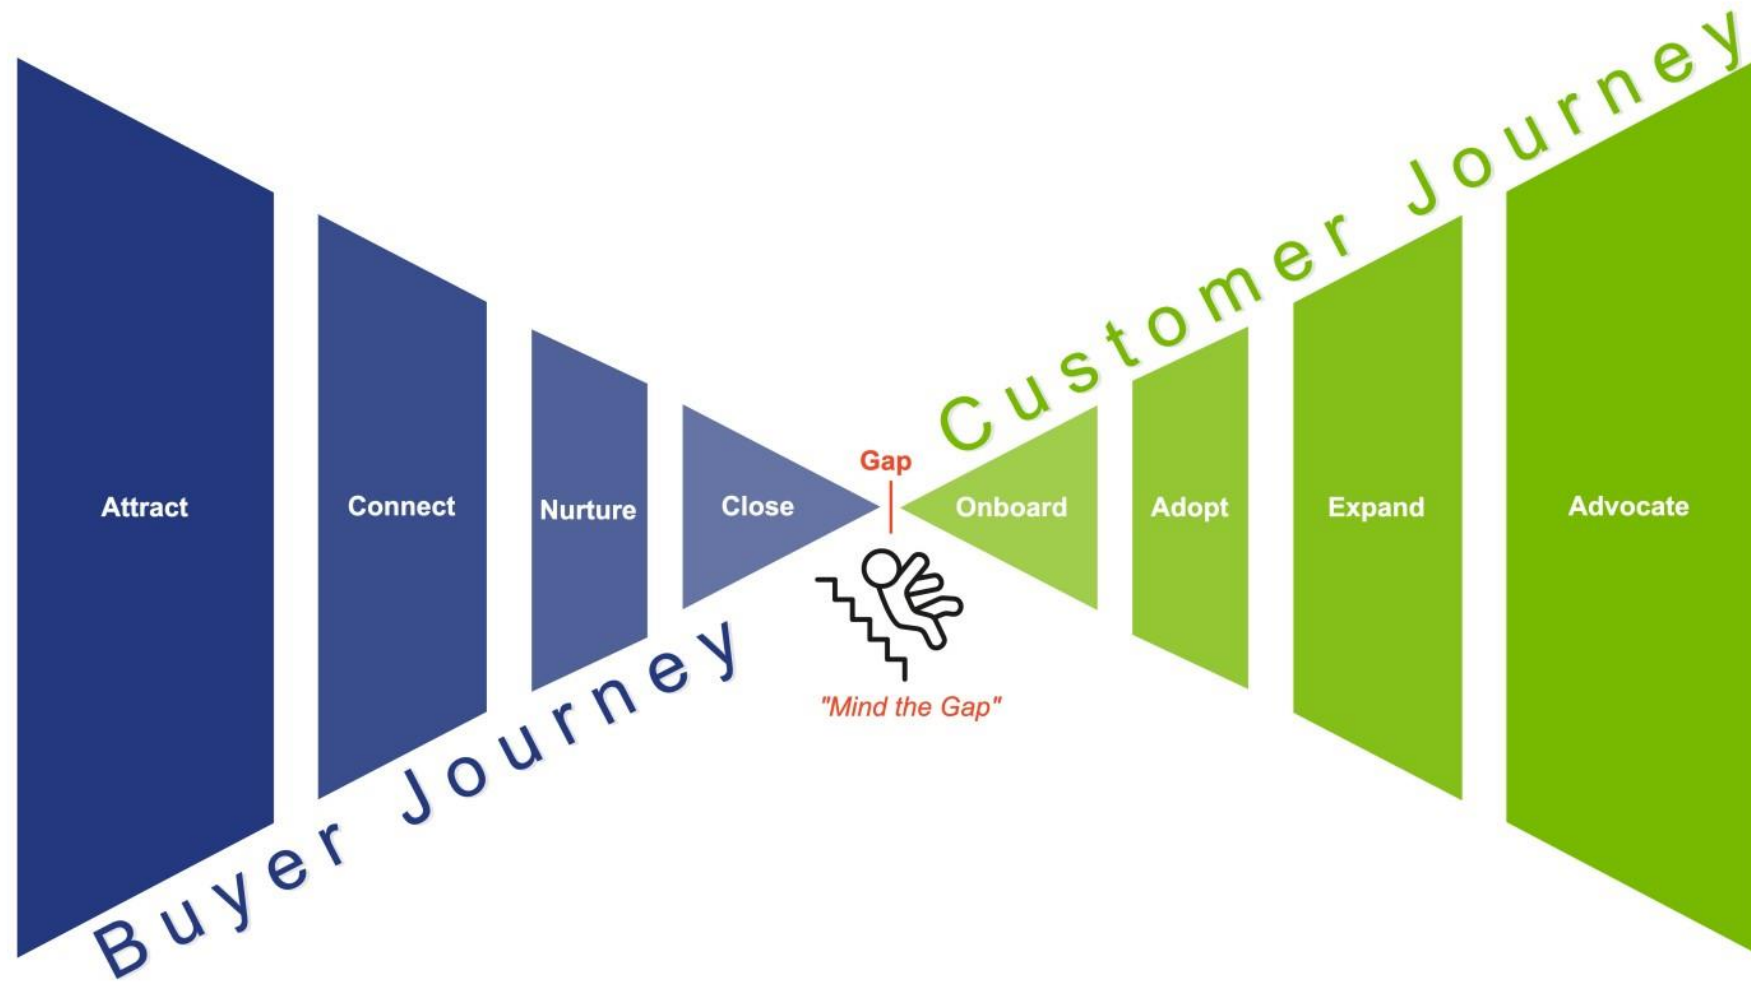 Customer Journey
Gap
Attract
Connect
Nurture
Close
Onboard
Adopt
Expand
Advocate
Buyer Journey
"Mind the Gap"